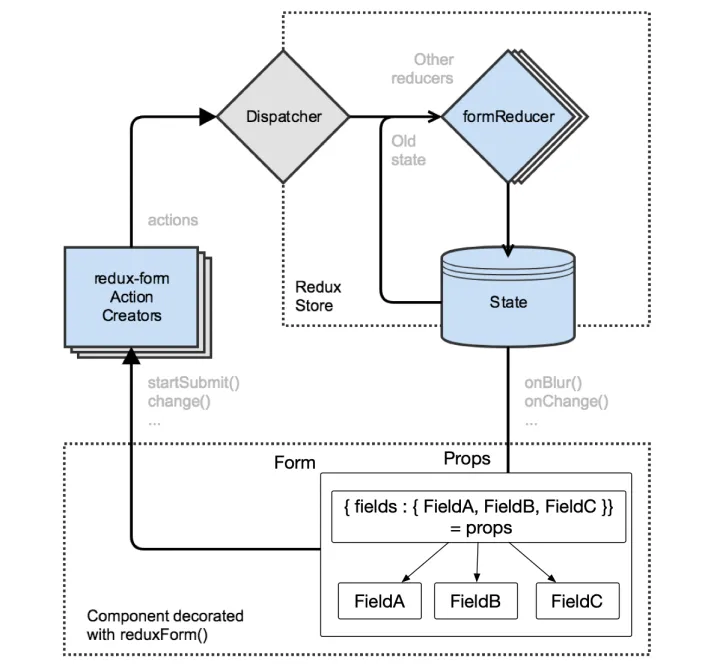 Other
reducers
Dispatcher
formReducer
Old
state
actions
redux-form
Action
Creators
Redux
Store
State
startSubmit()
change()
...
onBlur()
onChange()
...
Form
Props
{ fields : { FieldA, FieldB, FieldC }}
= props
FieldA
FieldB
FieldC
Component decorated
with reduxForm()